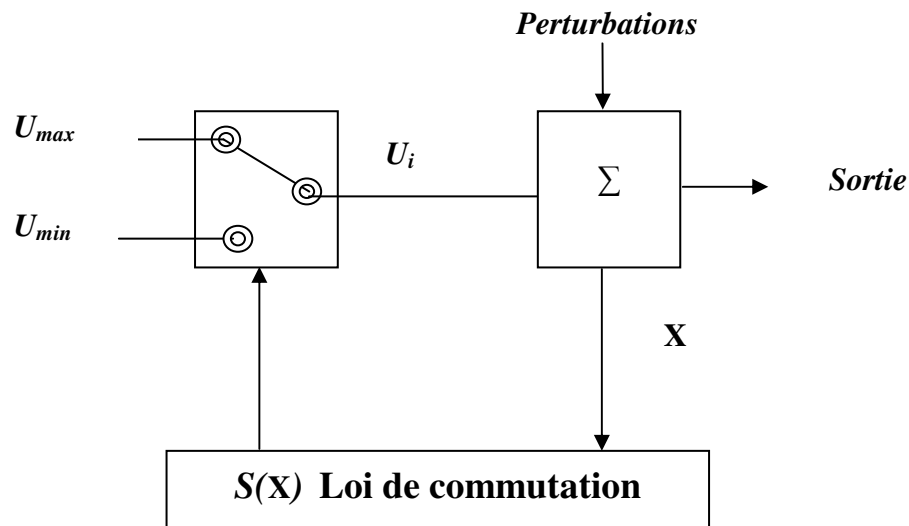 Perturbations
U_max
U_i
∑
Sortie
U_min
X
S(X) Loi de commutation